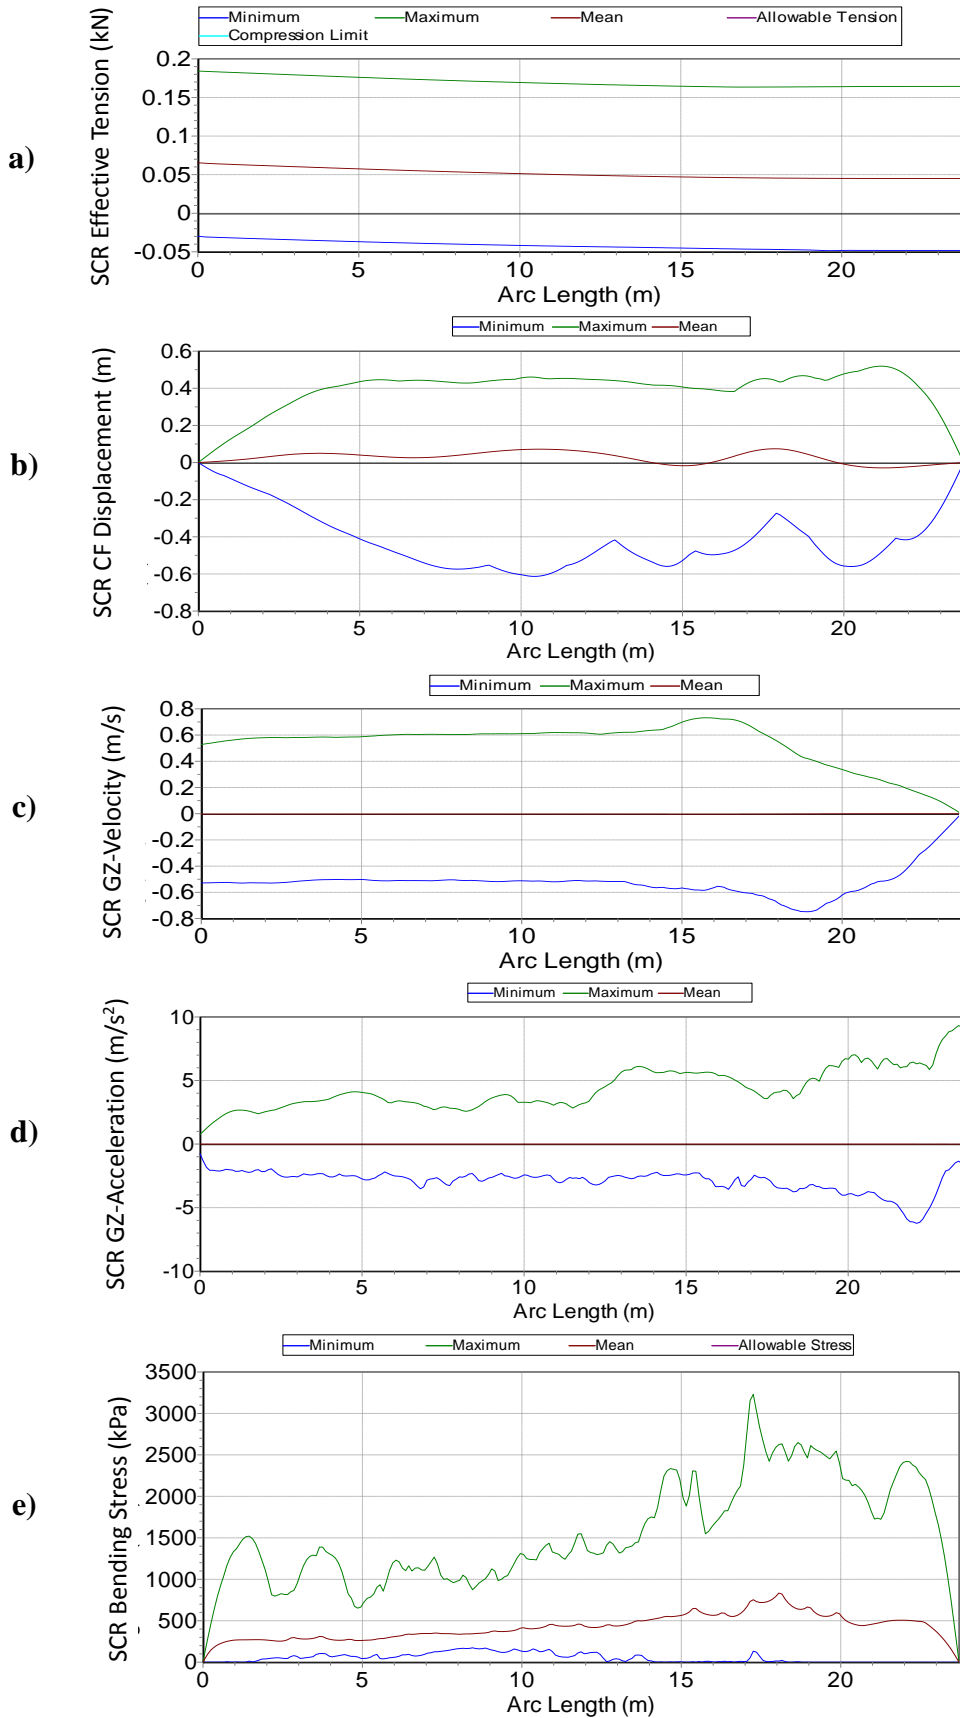 Minimum Maximum Mean Allowable Tension
Compression Limit
a)
SCR Effective Tension (kN)
0.2
0.15
0.1
0.05
0
-0.05
0 5 10 15 20
Arc Length (m)
Minimum Maximum Mean
b)
SCR CF Displacement (m)
0.6
0.4
0.2
0
-0.2
-0.4
-0.6
-0.8
0 5 10 15 20
Arc Length (m)
Minimum Maximum Mean
c)
SCR GZ-Velocity (m/s)
0.8
0.6
0.4
0.2
0
-0.2
-0.4
-0.6
-0.8
0 5 10 15 20
Arc Length (m)
Minimum Maximum Mean
d)
SCR GZ-Acceleration (m/s²)
10
5
0
-5
-10
0 5 10 15 20
Arc Length (m)
Minimum Maximum Mean Allowable Stress
e)
SCR Bending Stress (kPa)
3500
3000
2500
2000
1500
1000
500
0
0 5 10 15 20
Arc Length (m)